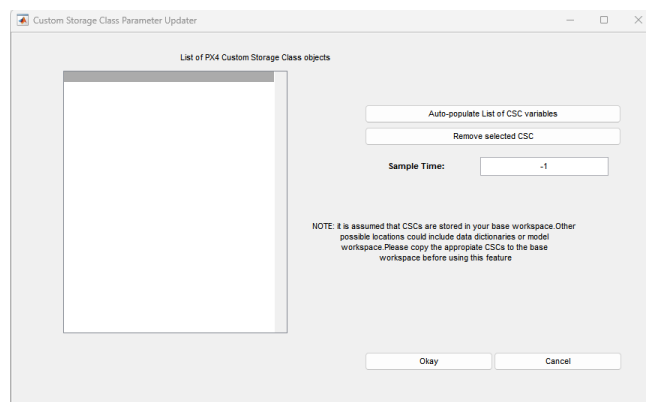 Custom Storage Class Parameter Updater
List of PX4 Custom Storage Class objects
Auto-populate List of CSC variables
Remove selected CSC
Sample Time:
-1
NOTE: it is assumed that CSCs are stored in your base workspace.Other
possible locations could include data dictionaries or model
workspace.Please copy the appropiate CSCs to the base
workspace before using this feature
Okay
Cancel